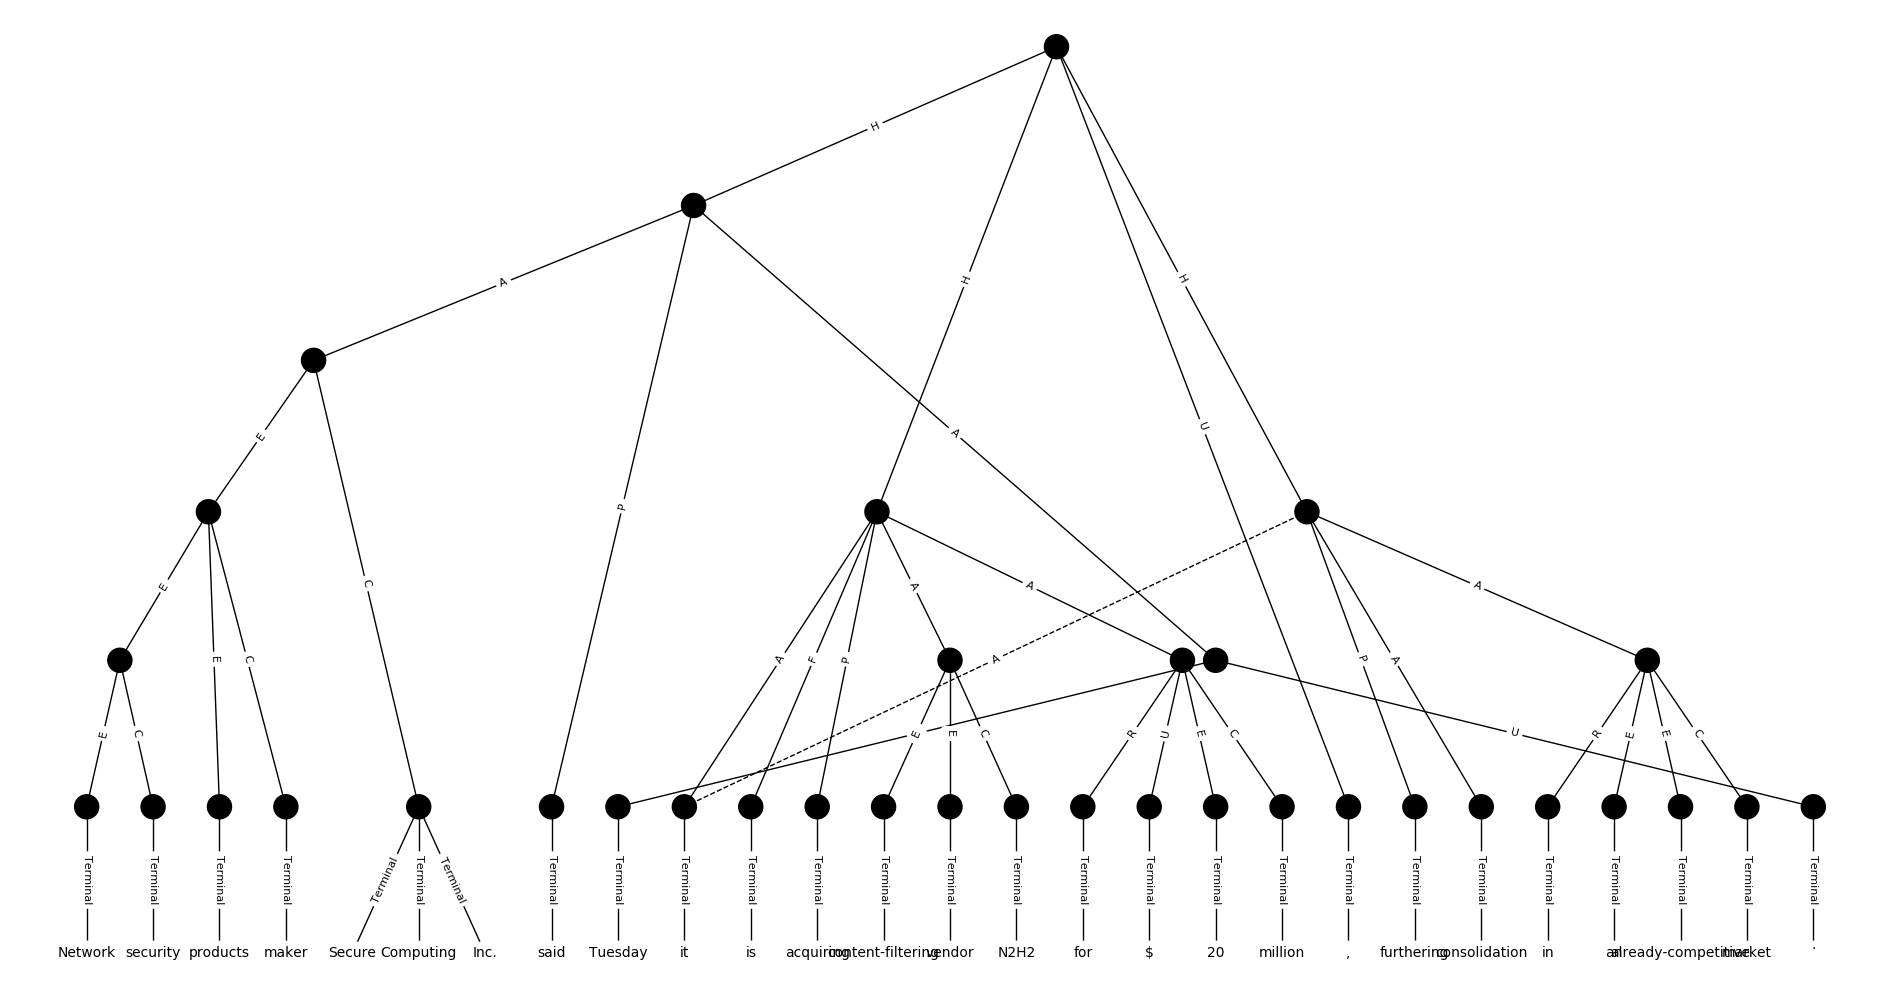 H
H
A
H
A
E
U
P
A
E
C
A
A
A
E
E
C
A
F
P
A
P
A
E
C
E
E
C
R
U
E
C
U
R
E
E
C
Terminal Terminal Terminal Terminal Terminal Terminal Terminal Terminal Terminal Terminal Terminal Terminal Terminal Terminal Terminal Terminal Terminal Terminal Terminal Terminal Terminal Terminal Terminal Terminal Terminal Terminal Terminal
Network security products maker Secure Computing Inc. said Tuesday it is acquiring content-filtering vendor N2H2 for $ 20 million , furthering consolidation in an already-competitive market .